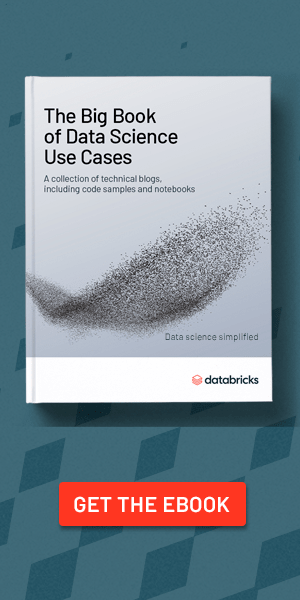 The Big Book
of Data Science
Use Cases
A collection of technical blogs,
including code samples and notebooks
Data science simplified
databricks
GET THE EBOOK